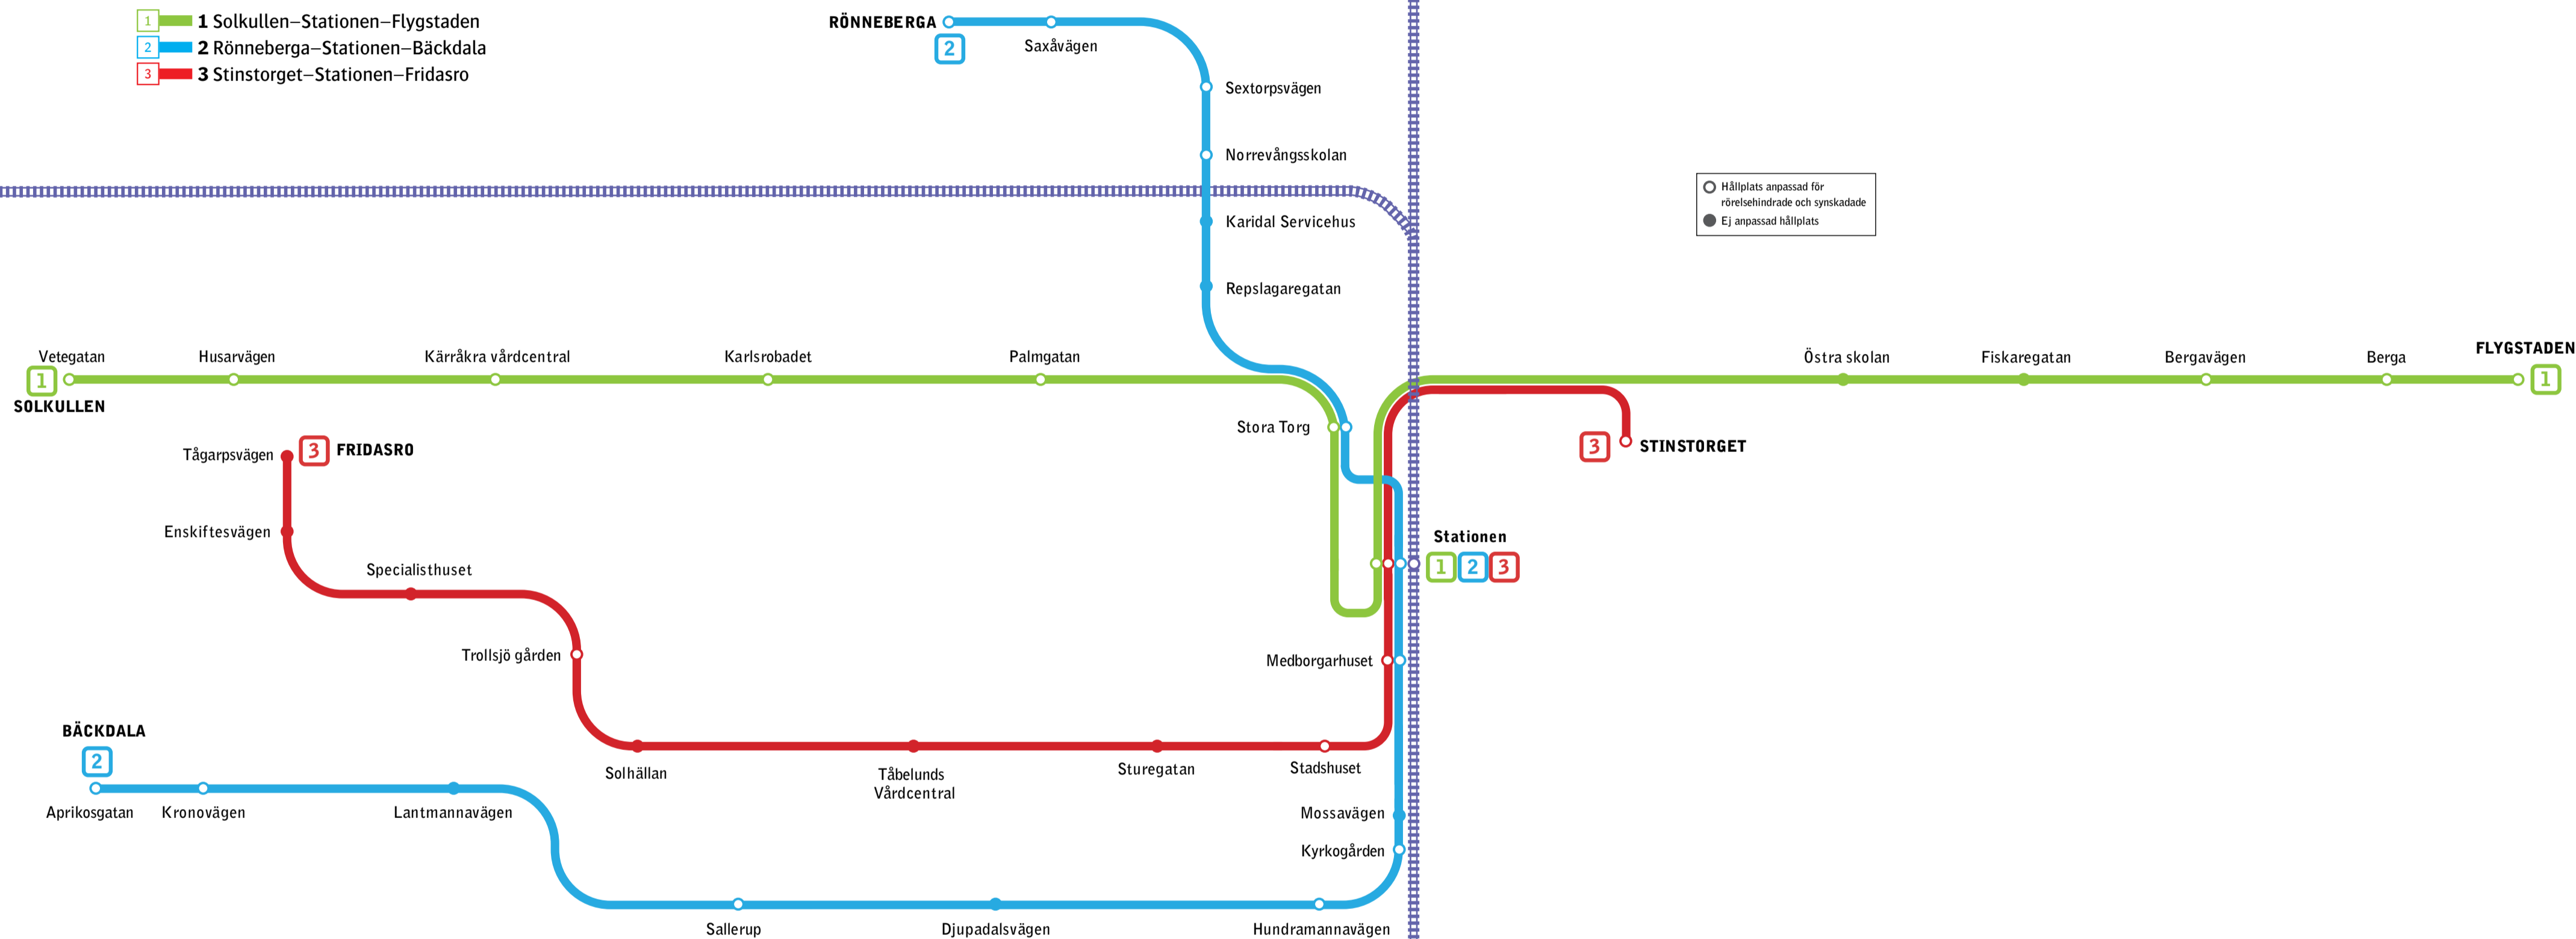 1 1 Solkullen–Stationen–Flygstaden
2 2 Rönneberga–Stationen–Bäckdala
3 3 Stinstorget–Stationen–Fridasro
RÖNNEBERGA
2
Saxåvägen
Sextorpsvägen
Norrevångsskolan
Karidal Servicehus
Repslagaregatan
Hållplats anpassad för
rörelsehindrade och synskadade
Ej anpassad hållplats
Vetegatan
1
SOLKULLEN
Husarvägen
Kärråkra vårdcentral
Karlsrobadet
Palmgatan
Stora Torg
Östra skolan
Fiskaregatan
Bergavägen
Berga
FLYGSTADEN
1
3 STINSTORGET
Tågarpsvägen
3 FRIDASRO
Enskiftesvägen
Specialisthuset
Trollsjö gården
Stationen
1 2 3
Medborgarhuset
Solhällan
Tåbelunds
Vårdcentral
Sturegatan
Stadshuset
BÄCKDALA
2
Aprikosgatan
Kronovägen
Lantmannavägen
Mossavägen
Kyrkogården
Sallerup
Djupadalsvägen
Hundramannavägen